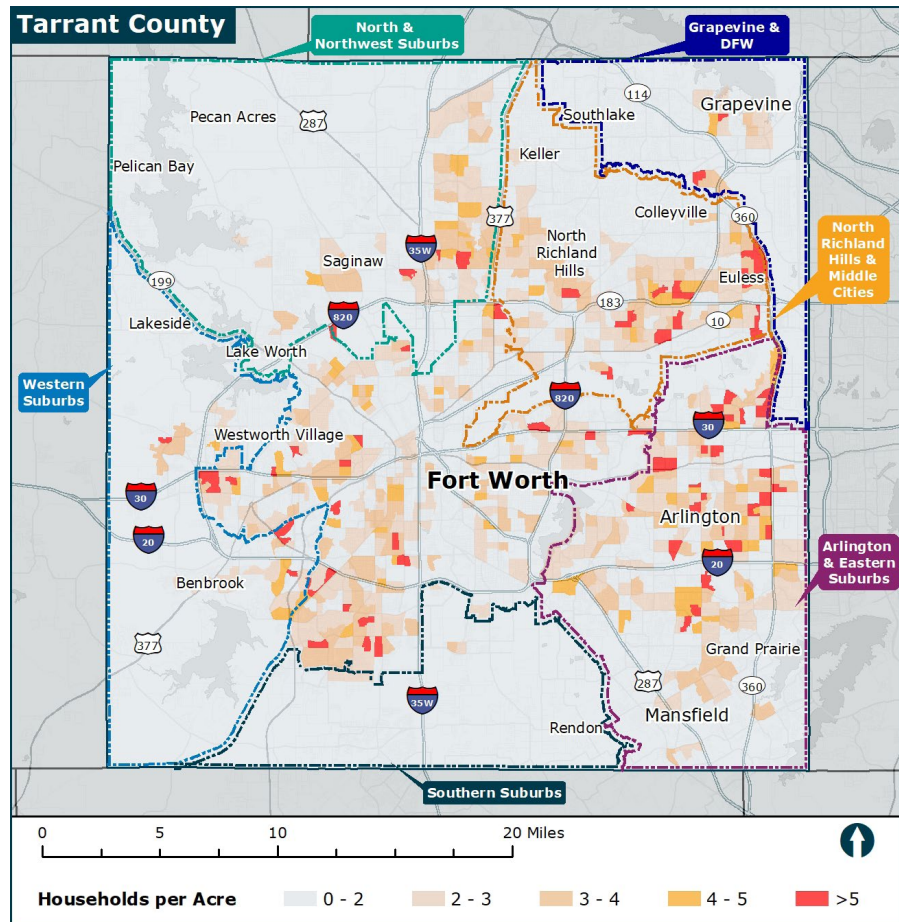 Tarrant County
North &
Northwest Suburbs
Grapevine &
DFW
114
Grapevine
Pecan Acres
287
Southlake
Keller
Pelican Bay
Colleyville
377
360
North
Richland
Hills &
Middle
Cities
35W
North
Richland
Hills
Saginaw
Euless
199
183
820
10
Lakeside
Lake Worth
Western
Suburbs
820
30
Westworth Village
Fort Worth
30
Arlington
20
20
Arlington
& Eastern
Suburbs
Benbrook
377
Grand Prairie
287
360
35W
Mansfield
Rendon
Southern Suburbs
0 5 10 20 Miles
Households per Acre 0 - 2 2 - 3 3 - 4 4 - 5 >5